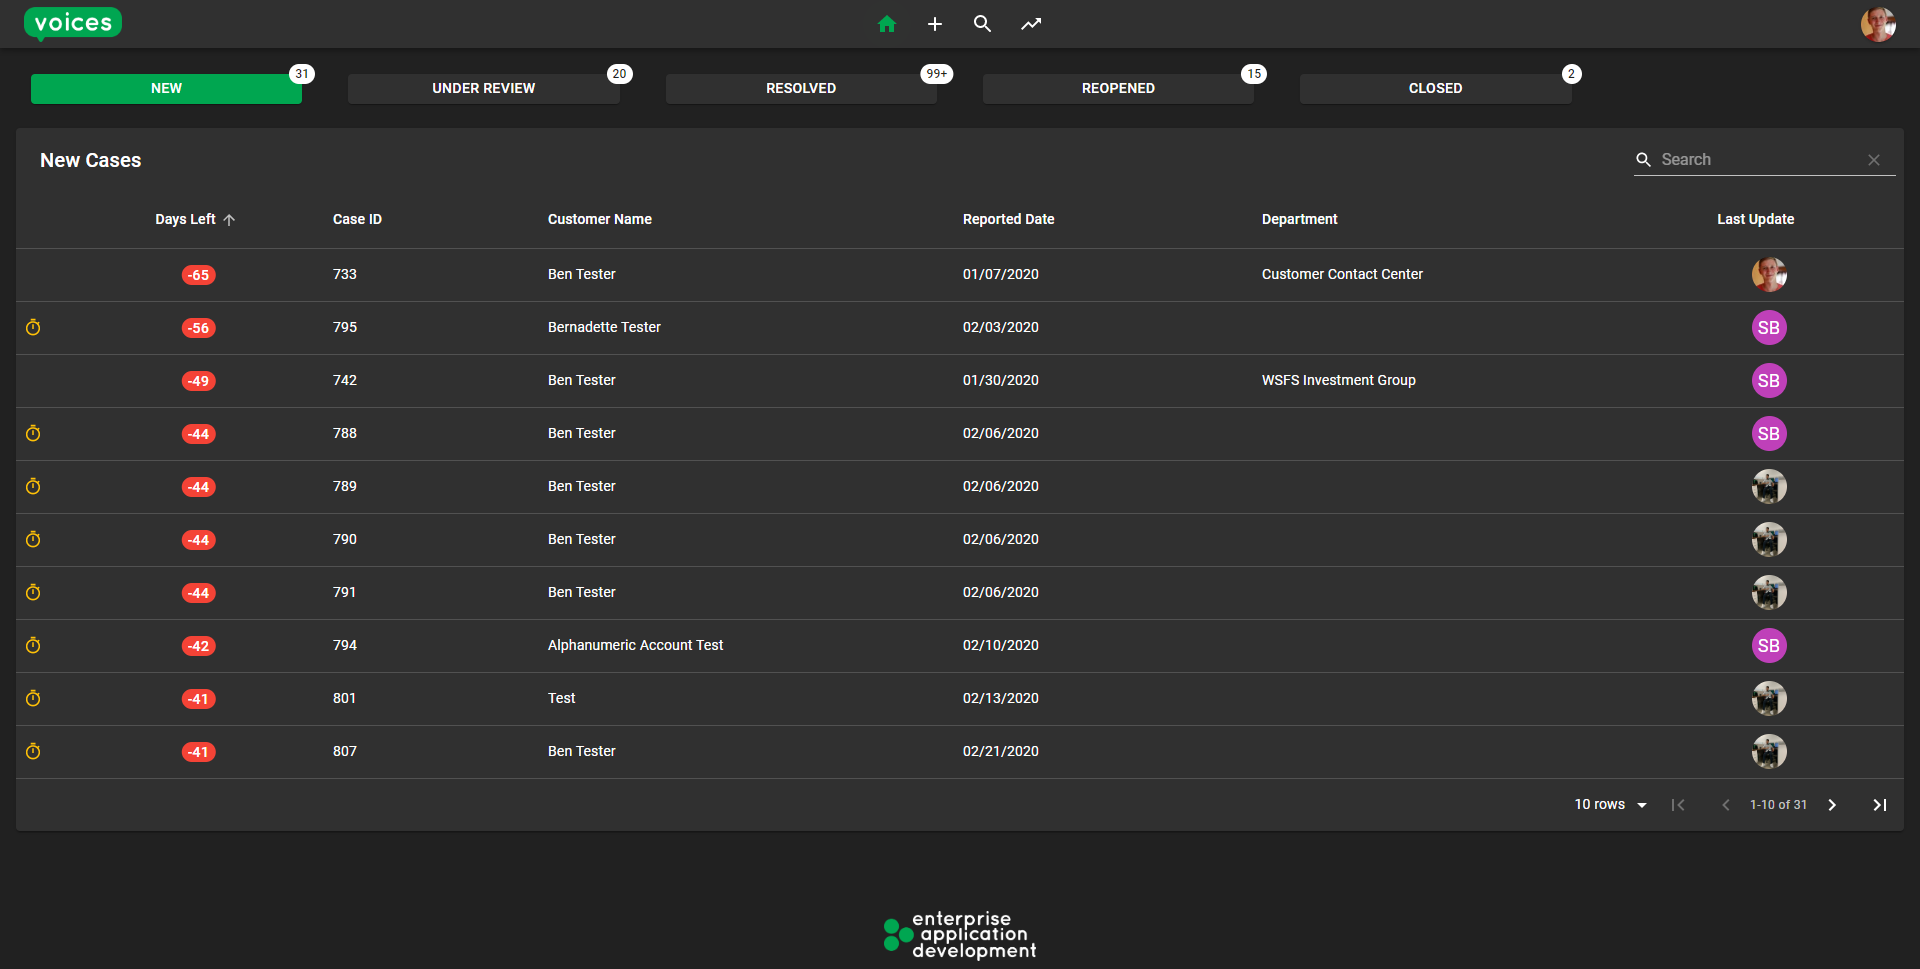 voices
31
20
99+
15
2
NEW
UNDER REVIEW
RESOLVED
REOPENED
CLOSED
New Cases
Search
Days Left Case ID Customer Name Reported Date Department Last Update
-65 733 Ben Tester 01/07/2020 Customer Contact Center
-56 795 Bernadette Tester 02/03/2020 SB
-49 742 Ben Tester 01/30/2020 WSFS Investment Group SB
-44 788 Ben Tester 02/06/2020 SB
-44 789 Ben Tester 02/06/2020
-44 790 Ben Tester 02/06/2020
-44 791 Ben Tester 02/06/2020
-42 794 Alphanumeric Account Test 02/10/2020 SB
-41 801 Test 02/13/2020
-41 807 Ben Tester 02/21/2020
10 rows 1-10 of 31
enterprise
application
development